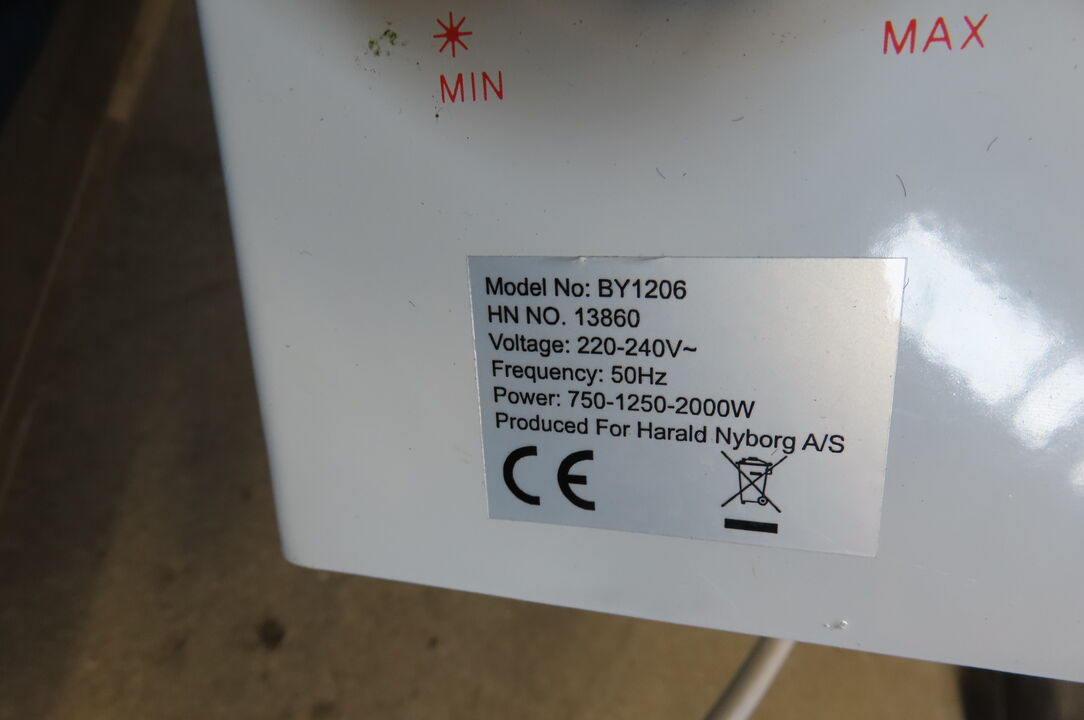 MIN
MAX
Model No: BY1206
HN NO. 13860
Voltage: 220-240V~
Frequency: 50Hz
Power: 750-1250-2000W
Produced For Harald Nyborg A/S
CE